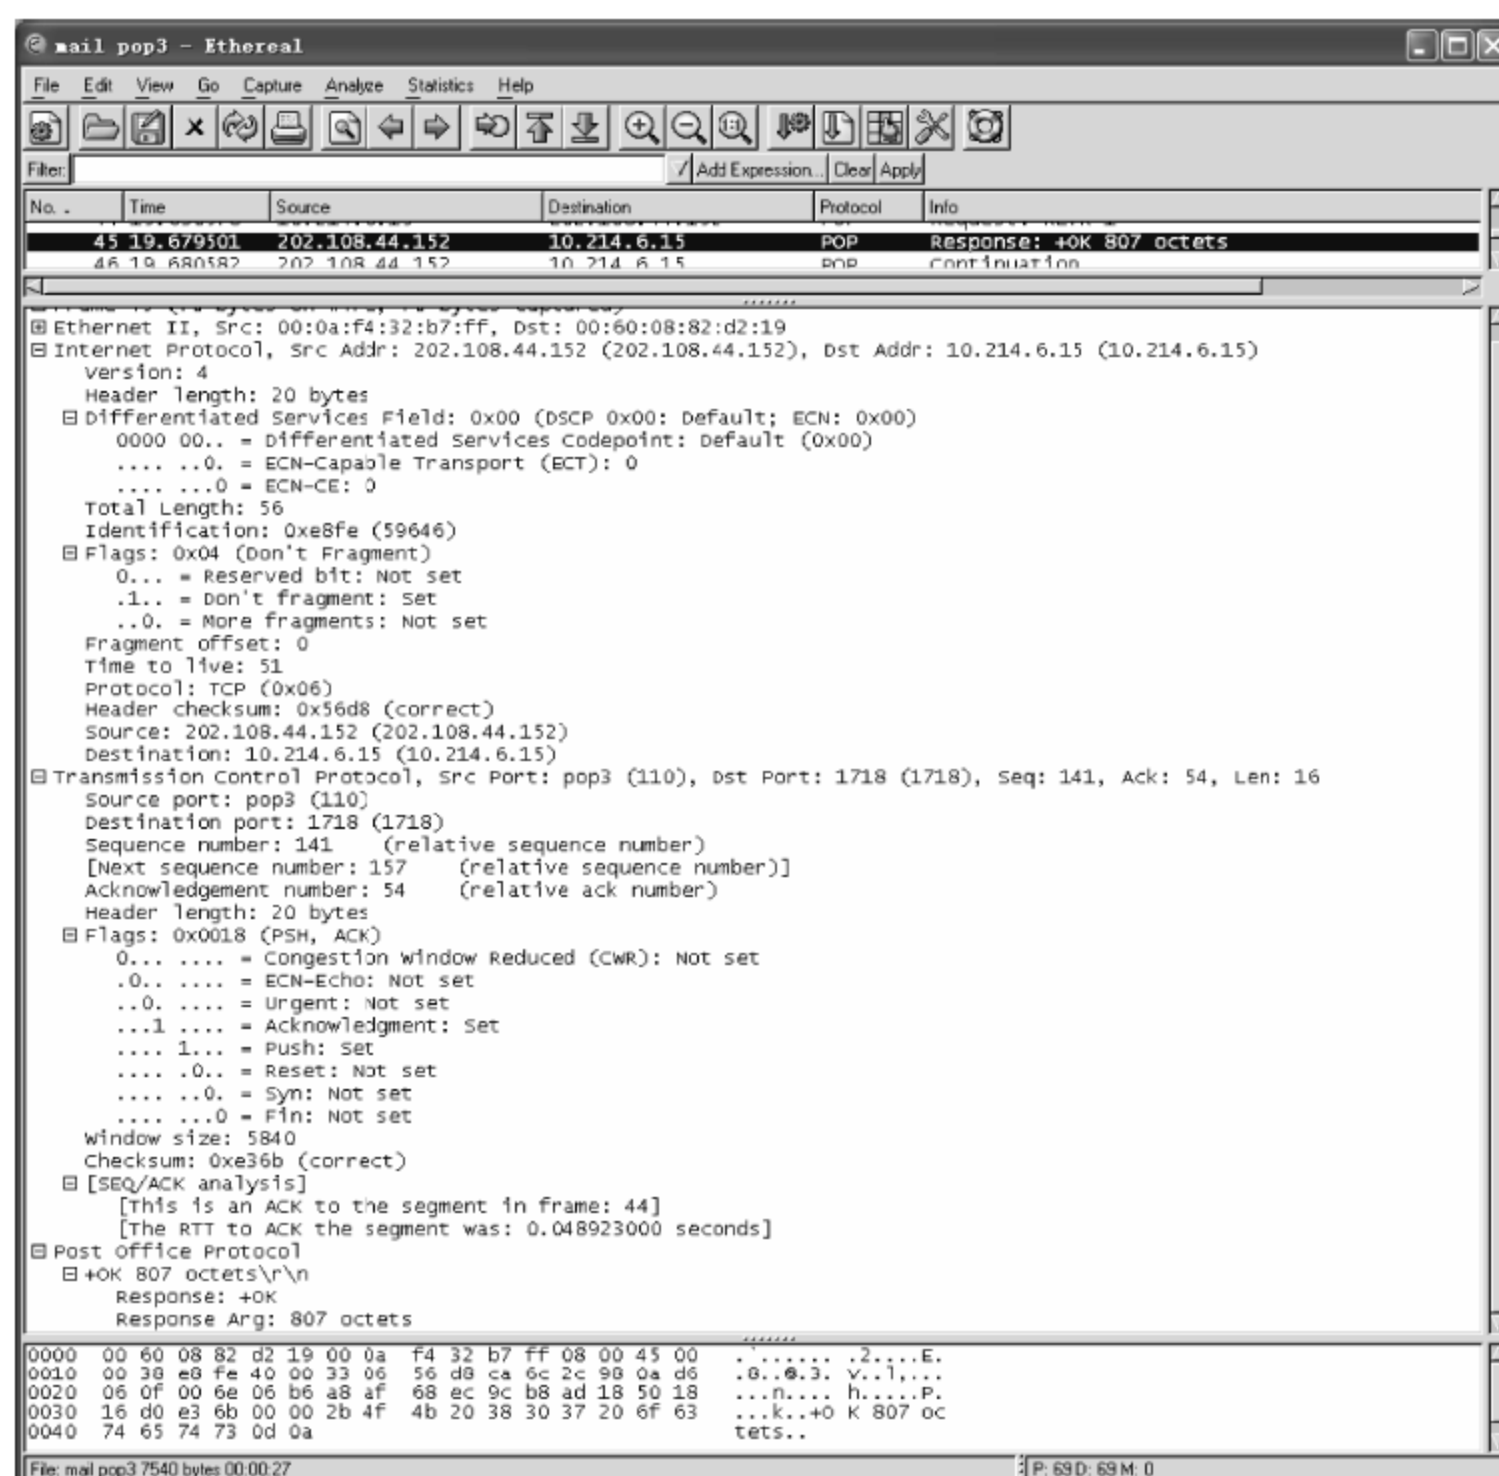 mail pop3 - Ethereal
File Edit View Go Capture Analyze Statistics Help
Filter: Add Expression... Clear Apply
No. . Time Source Destination Protocol Info
45 19.679501 202.108.44.152 10.214.6.15 POP Response: +OK 807 octets
46 19.680582 202.108.44.152 10.214.6.15 POP Continuation
Ethernet II, Src: 00:0a:f4:32:b7:ff, Dst: 00:60:08:82:d2:19
Internet Protocol, Src Addr: 202.108.44.152 (202.108.44.152), Dst Addr: 10.214.6.15 (10.214.6.15)
Version: 4
Header length: 20 bytes
Differentiated Services Field: 0x00 (DSCP 0x00: Default; ECN: 0x00)
0000 00.. = Differentiated Services Codepoint: Default (0x00)
.... ..0. = ECN-Capable Transport (ECT): 0
.... ...0 = ECN-CE: 0
Total Length: 56
Identification: 0xe8fe (59646)
Flags: 0x04 (Don't Fragment)
0... = Reserved bit: Not set
.1.. = Don't fragment: Set
..0. = More fragments: Not set
Fragment offset: 0
Time to live: 51
Protocol: TCP (0x06)
Header checksum: 0x56d8 (correct)
Source: 202.108.44.152 (202.108.44.152)
Destination: 10.214.6.15 (10.214.6.15)
Transmission Control Protocol, Src Port: pop3 (110), Dst Port: 1718 (1718), Seq: 141, Ack: 54, Len: 16
Source port: pop3 (110)
Destination port: 1718 (1718)
Sequence number: 141 (relative sequence number)
[Next sequence number: 157 (relative sequence number)]
Acknowledgement number: 54 (relative ack number)
Header length: 20 bytes
Flags: 0x0018 (PSH, ACK)
0... .... = Congestion Window Reduced (CWR): Not set
.0.. .... = ECN-Echo: Not set
..0. .... = Urgent: Not set
...1 .... = Acknowledgment: Set
.... 1... = Push: Set
.... .0.. = Reset: Not set
.... ..0. = Syn: Not set
.... ...0 = Fin: Not set
Window size: 5840
Checksum: 0xe36b (correct)
[SEQ/ACK analysis]
[This is an ACK to the segment in frame: 44]
[The RTT to ACK the segment was: 0.048923000 seconds]
Post Office Protocol
+OK 807 octets\r\n
Response: +OK
Response Arg: 807 octets
0000 00 60 08 82 d2 19 00 0a f4 32 b7 ff 08 00 45 00 .`...... .2....E.
0010 00 38 e8 fe 40 00 33 06 56 d8 ca 6c 2c 98 0a d6 .8..@.3. V..l,...
0020 06 0f 00 6e 06 b6 a8 af 68 ec 9c b8 ad 18 50 18 ...n.... h.....P.
0030 16 d0 e3 6b 00 00 2b 4f 4b 20 38 30 37 20 6f 63 ...k..+O K 807 oc
0040 74 65 74 73 0d 0a tets..
File: mail pop3 7540 bytes 00:00:27 P: 69 D: 69 M: 0